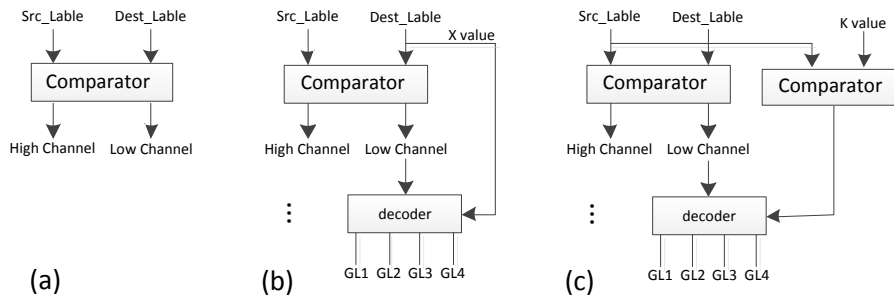 Src_Lable Dest_Lable
Comparator
High Channel Low Channel
(a)
Src_Lable Dest_Lable
X value
Comparator
High Channel Low Channel
decoder
GL1 GL2 GL3 GL4
(b)
Src_Lable Dest_Lable
K value
Comparator
Comparator
High Channel Low Channel
decoder
GL1 GL2 GL3 GL4
(c)